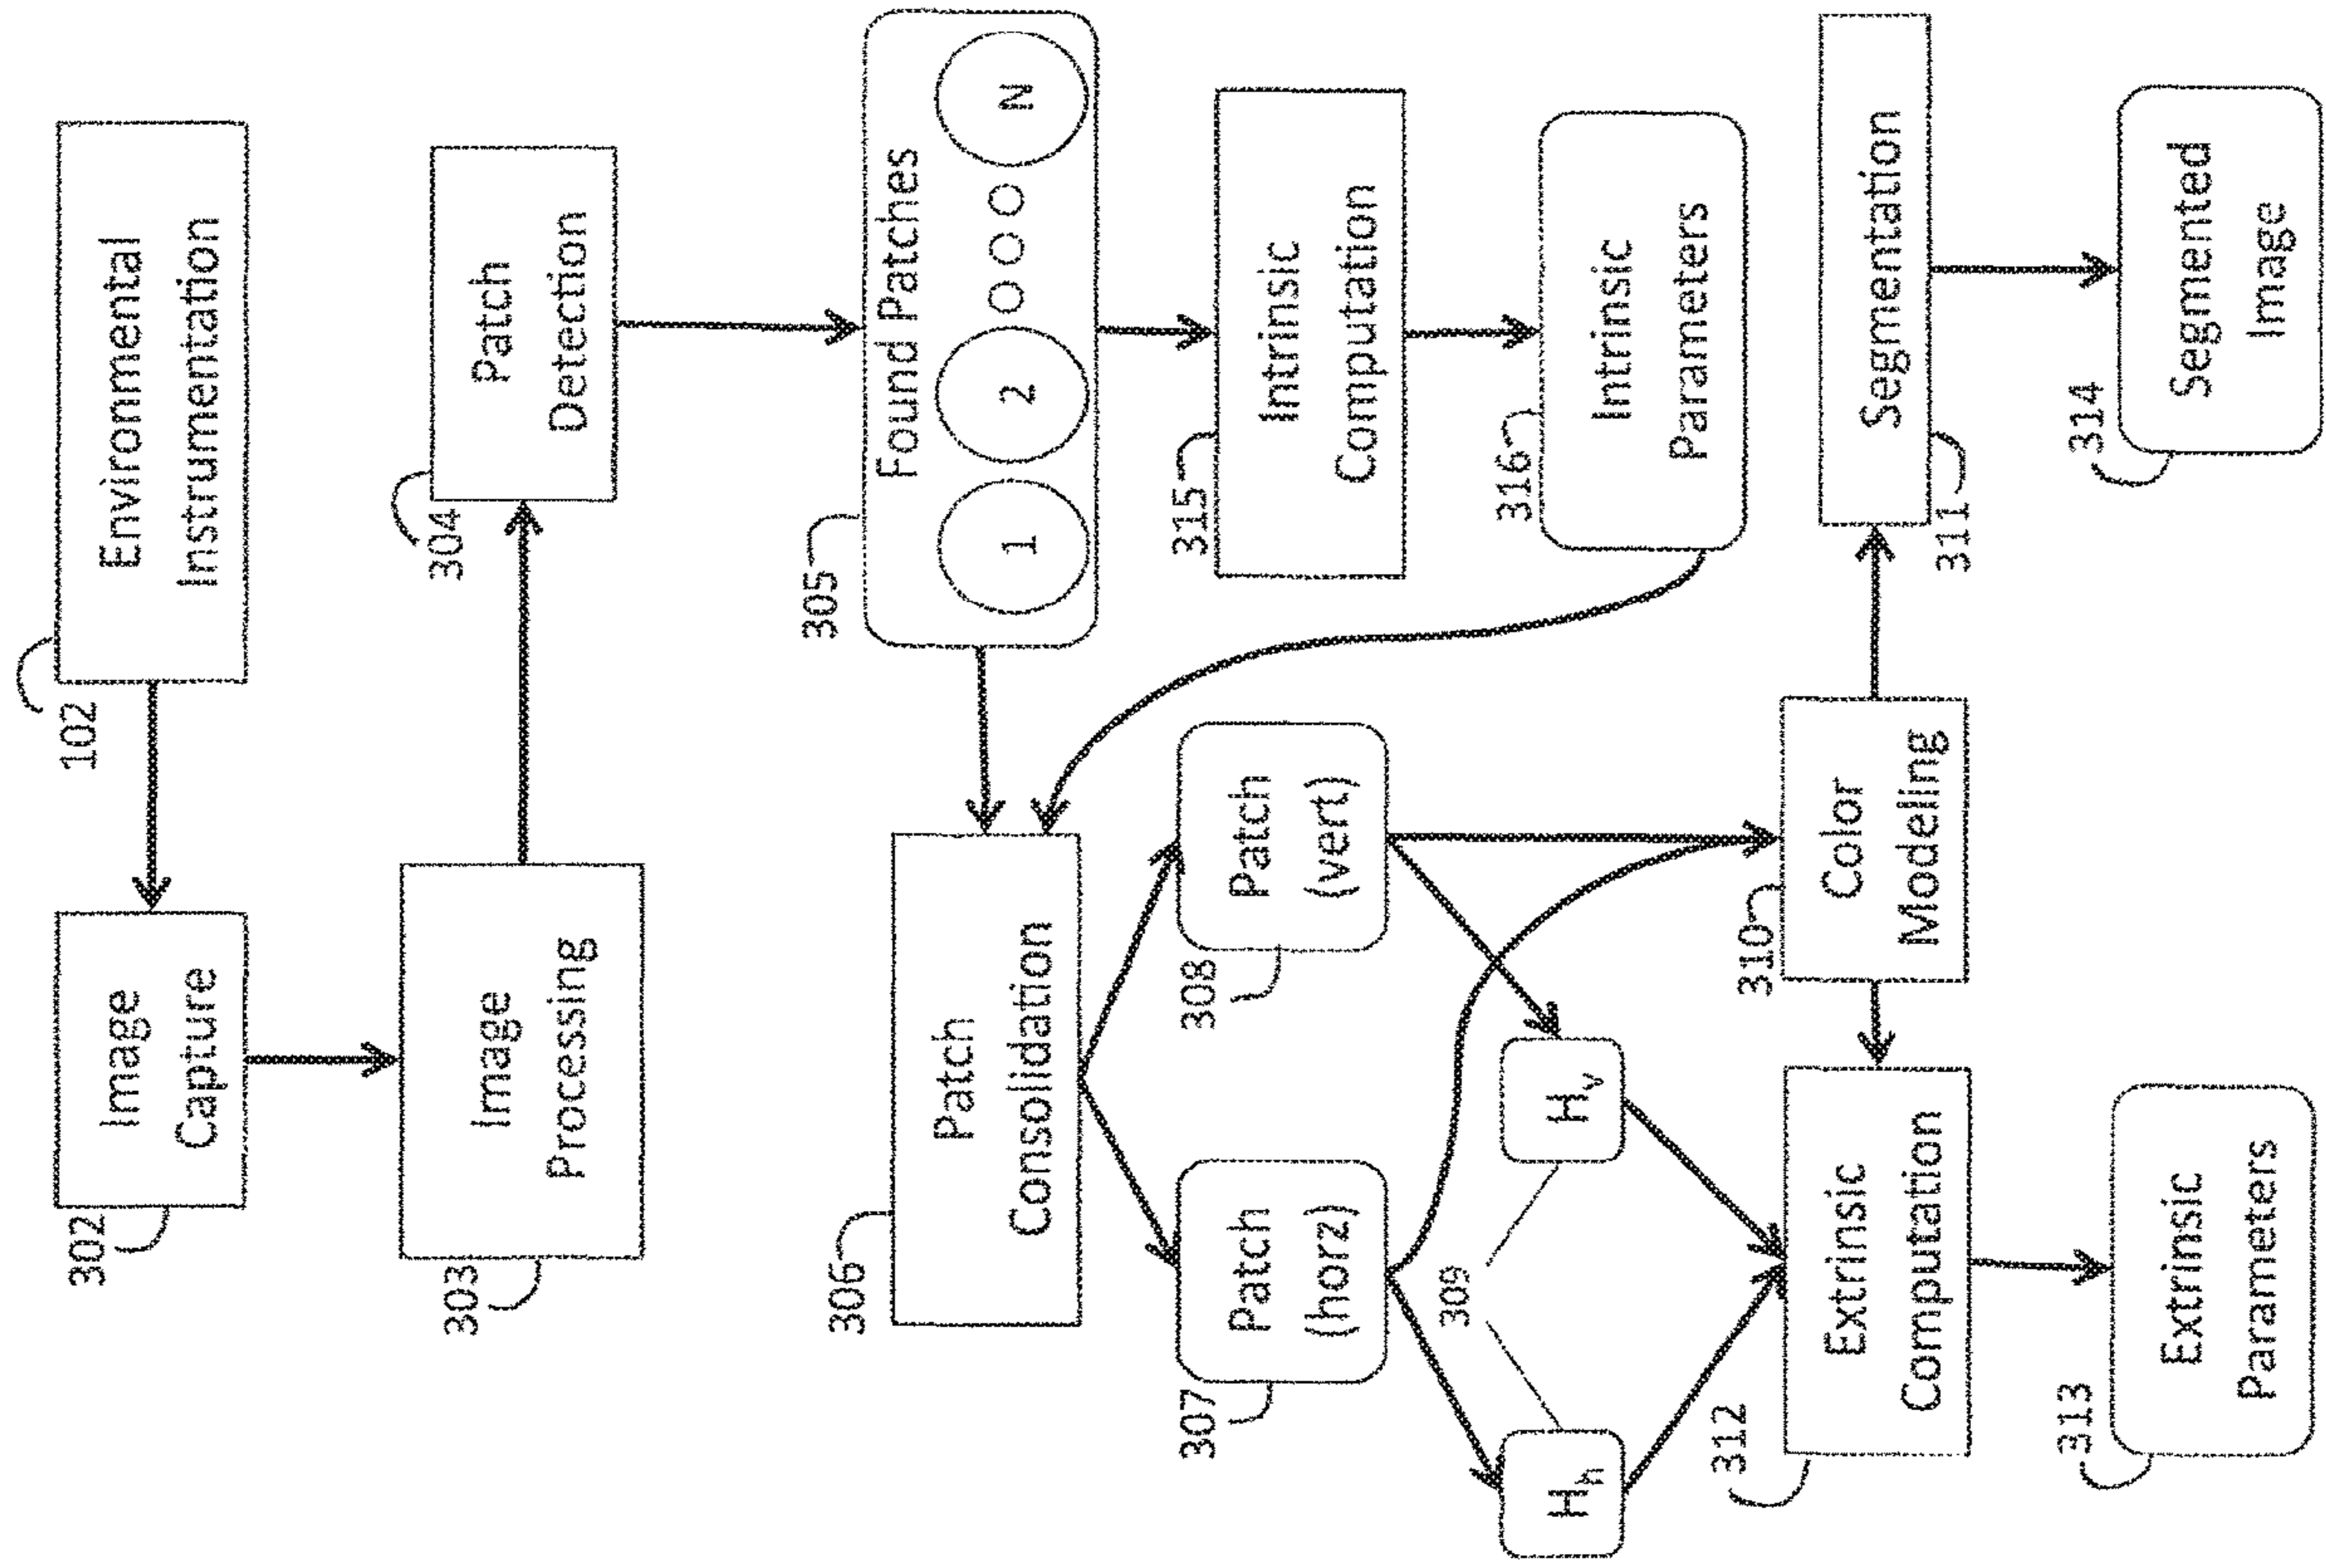 102
Environmental
Instrumentation
302
Image
Capture
303
Image
Processing
304
Patch
Detection
305
Found Patches
1
2
N
306
Patch
Consolidation
315
Intrinsic
Computation
316
Intrinsic
Parameters
307
Patch
(horz)
308
Patch
(vert)
309
Hh
Hv
310
Color
Modeling
311
Segmentation
312
Extrinsic
Computation
313
Extrinsic
Parameters
314
Segmented
Image